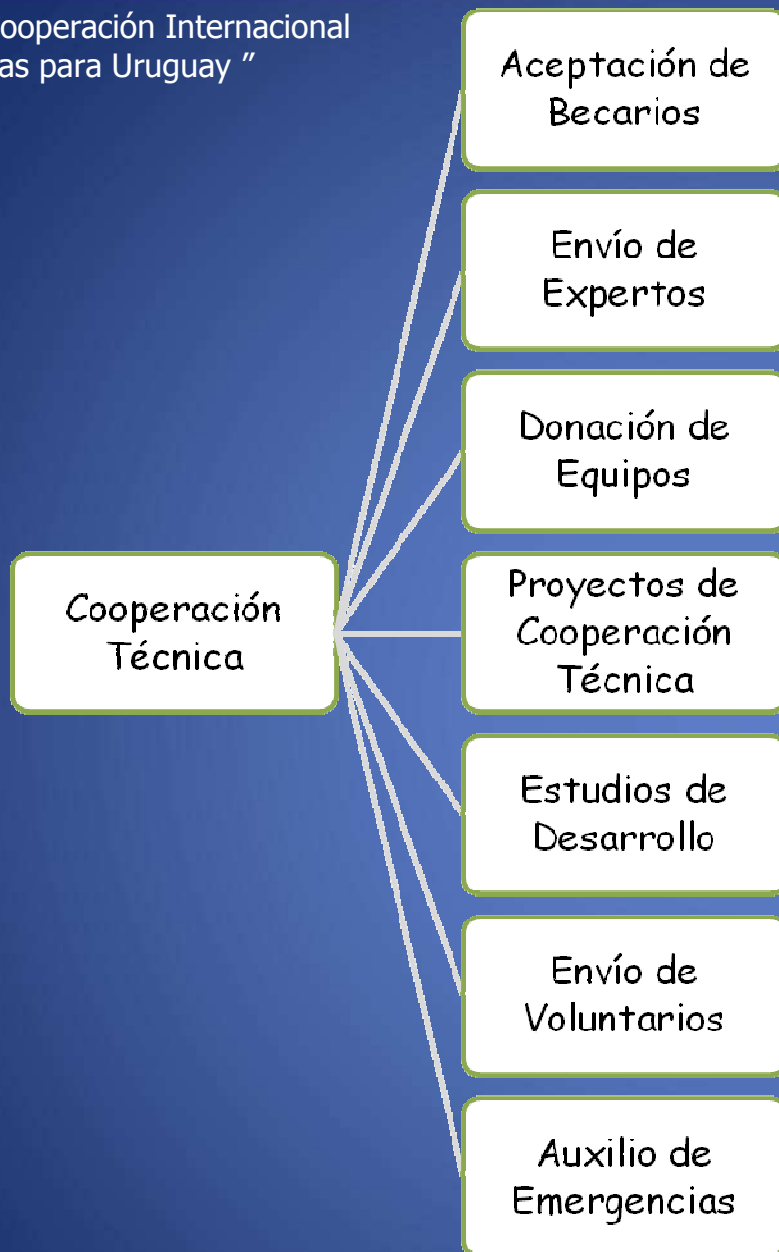 ooperación Internacional
as para Uruguay ”
Aceptación de
Becarios
Envío de
Expertos
Donación de
Equipos
Cooperación
Técnica
Proyectos de
Cooperación
Técnica
Estudios de
Desarrollo
Envío de
Voluntarios
Auxilio de
Emergencias